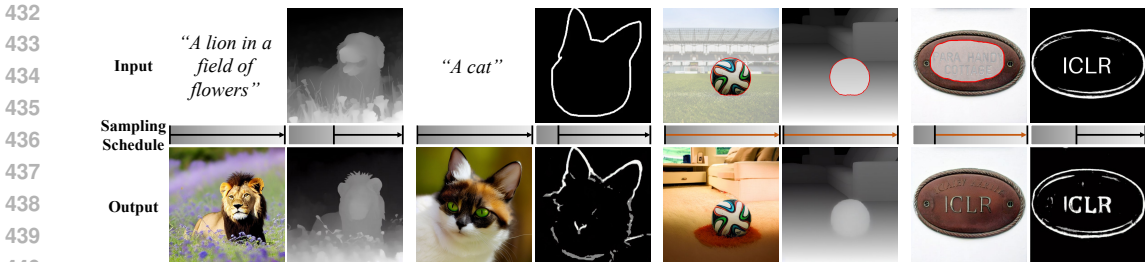 432
433
434
435
436
437
438
439
Input
“A lion in a
field of
flowers”
“A cat”
ICLR
Sampling
Schedule
Output
ICLR
ICLR